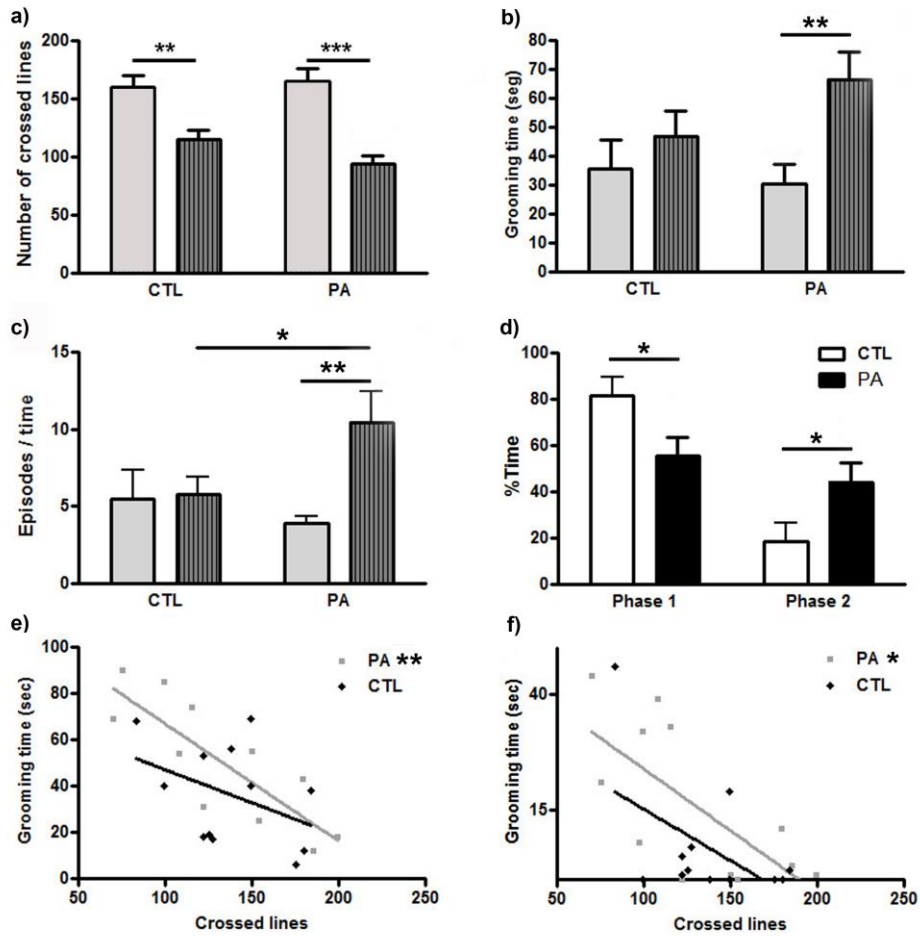 a)
Number of crossed lines
200
150
100
50
0
**
***
CTL
PA
b)
Grooming time (seg)
80
70
60
50
40
30
20
10
0
**
CTL
PA
c)
Episodes / time
15
10
5
0
*
**
CTL
PA
d)
%Time
100
80
60
40
20
0
*
*
CTL
PA
Phase 1
Phase 2
e)
Grooming time (sec)
100
80
60
40
20
0
PA **
CTL
50
100
150
200
250
Crossed lines
f)
Grooming time (sec)
40
15
PA *
CTL
50
100
150
200
250
Crossed lines